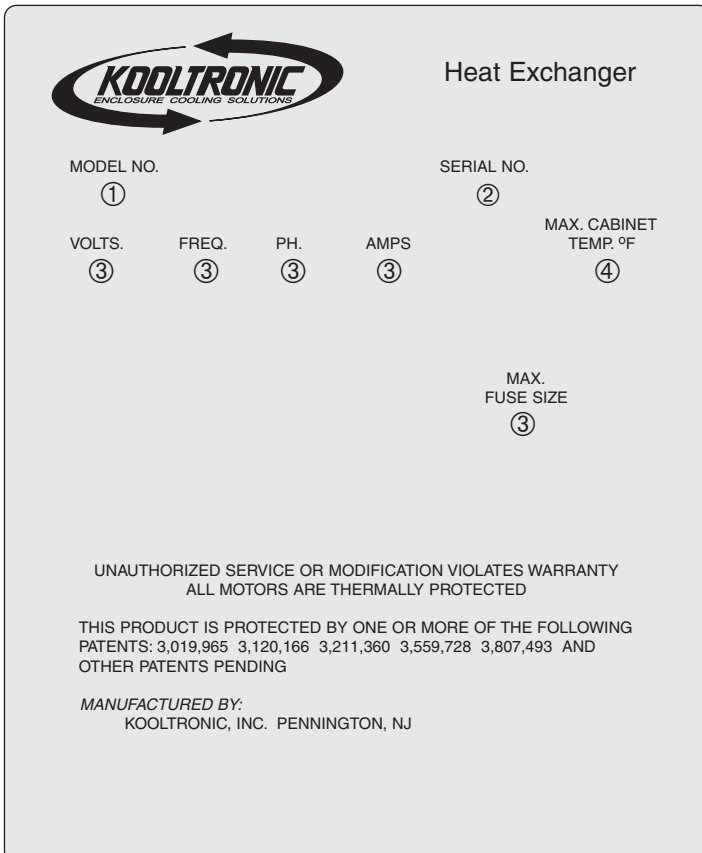 KOOLTRONIC
ENCLOSURE COOLING SOLUTIONS
Heat Exchanger
MODEL NO. SERIAL NO.
① ②
VOLTS. FREQ. PH. AMPS MAX. CABINET TEMP. ºF
③ ③ ③ ③ ④
MAX.
FUSE SIZE
③
UNAUTHORIZED SERVICE OR MODIFICATION VIOLATES WARRANTY
ALL MOTORS ARE THERMALLY PROTECTED
THIS PRODUCT IS PROTECTED BY ONE OR MORE OF THE FOLLOWING
PATENTS: 3,019,965 3,120,166 3,211,360 3,559,728 3,807,493 AND
OTHER PATENTS PENDING
MANUFACTURED BY:
KOOLTRONIC, INC. PENNINGTON, NJ